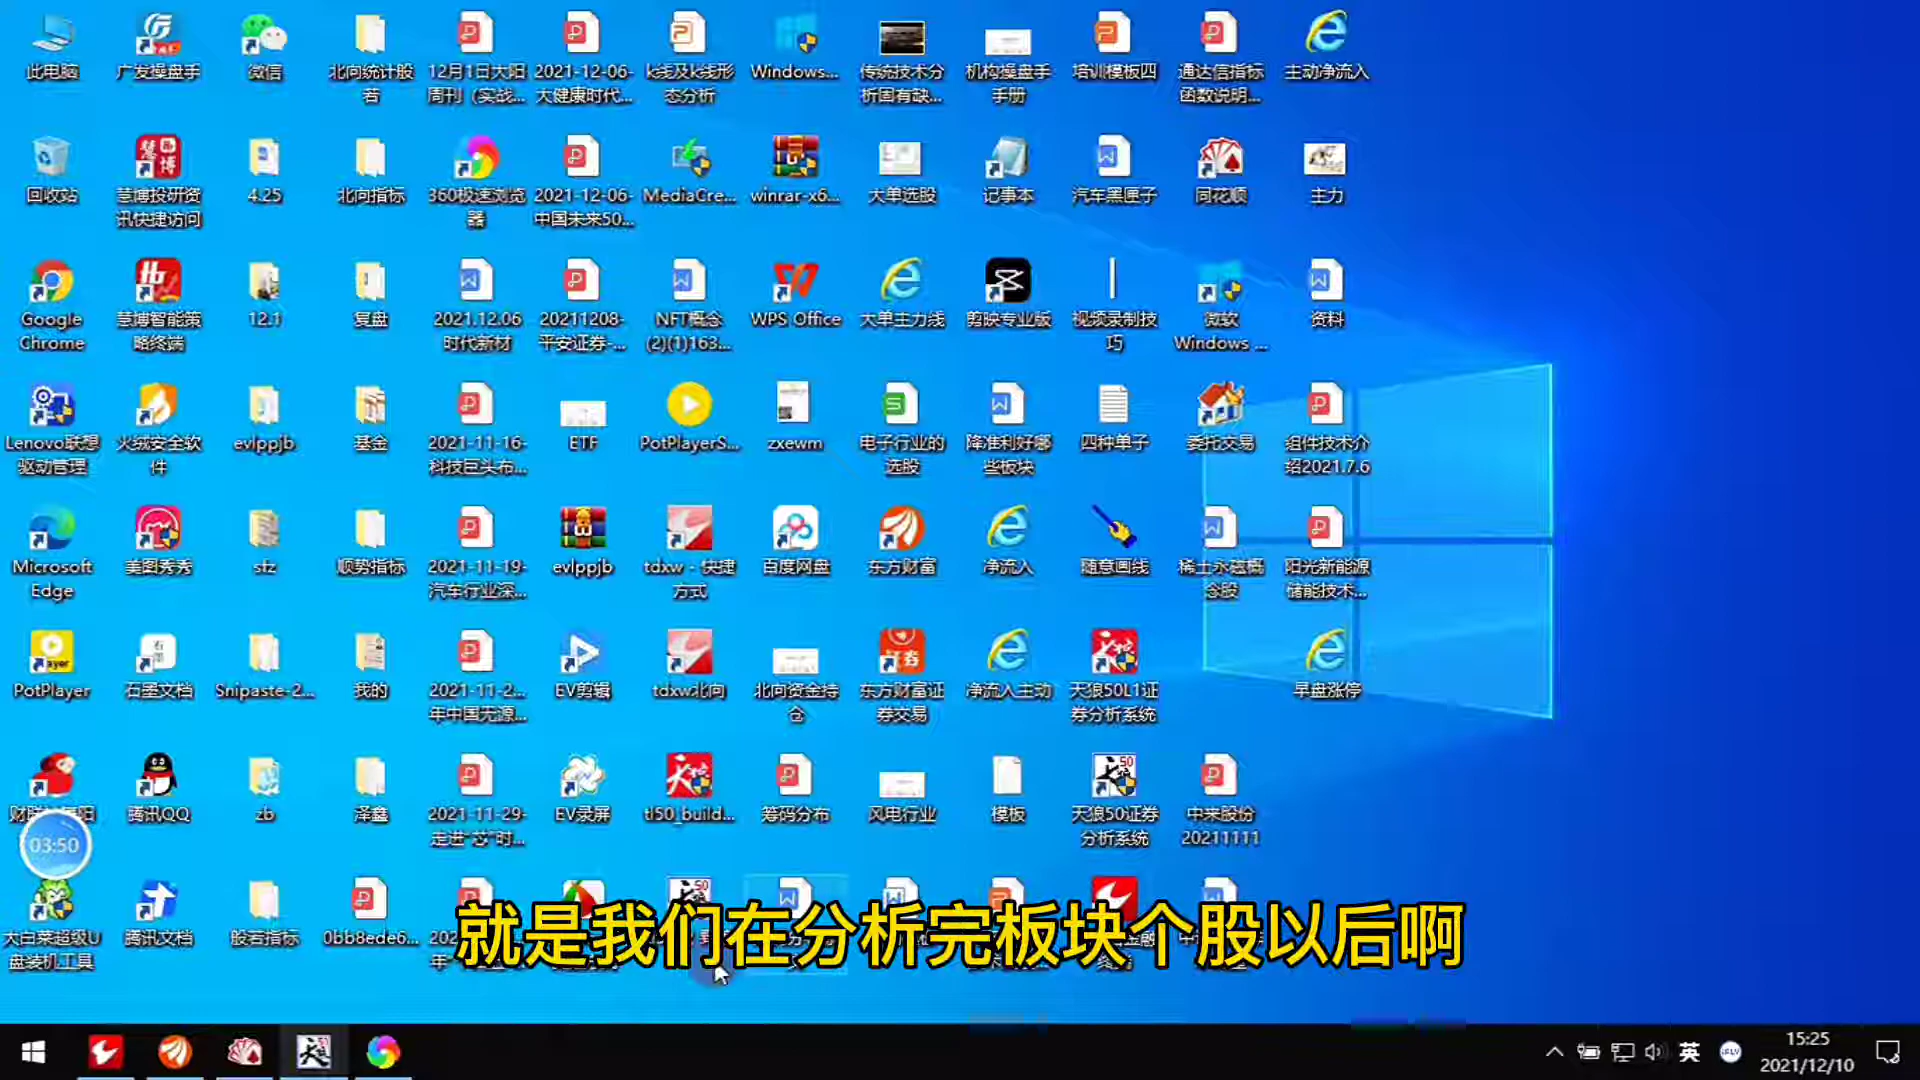 此电脑
广发操盘手
微信
北向统计股
若
12月1日大阳
周刊（实战...
2021-12-06-
大健康时代...
k线及k线形
态分析
Windows...
传统技术分
析固有缺...
机构操盘手
手册
培训模板四
通达信指标
函数说明...
主动净流入
回收站
慧博投研资
讯快捷访问
4.25
北向指标
360极速浏览
器
2021-12-06-
中国未来50...
MediaCre...
winrar-x6...
大单选股
记事本
汽车黑匣子
同花顺
主力
Google
Chrome
慧博智能策
略终端
12.1
复盘
2021.12.06
时代新材
20211208-
平安证券-...
NFT概念
(2)(1)163...
WPS Office
大单主力线
剪映专业版
视频录制技
巧
微软
Windows ...
资料
Lenovo联想
驱动管理
火绒安全软
件
evlppjb
基金
2021-11-16-
科技巨头布...
ETF
PotPlayerS...
zxewm
电子行业的
选股
降准利好哪
些板块
四种单子
委托交易
组件技术介
绍2021.7.6
Microsoft
Edge
美图秀秀
sfz
顺势指标
2021-11-19-
汽车行业深...
evlppjb
tdxw - 快捷
方式
百度网盘
东方财富
净流入
随意画线
稀土永磁概
念股
阳光新能源
储能技术...
PotPlayer
石墨文档
Snipaste-2...
我的
2021-11-2...
年中国无源...
EV剪辑
tdxw北向
北向资金持
仓
东方财富证
券交易
净流入主动
天狼50L1证
券分析系统
早盘涨停
腾讯QQ
zb
泽鑫
2021-11-29-
走进“芯”时...
EV录屏
tl50_build...
筹码分布
风电行业
模板
天狼50证券
分析系统
中来股份
20211111
03:50
大白菜超级U
盘装机工具
腾讯文档
般若指标
0bb8ede6...
就是我们在分析完板块个股以后啊
英
15:25
2021/12/10